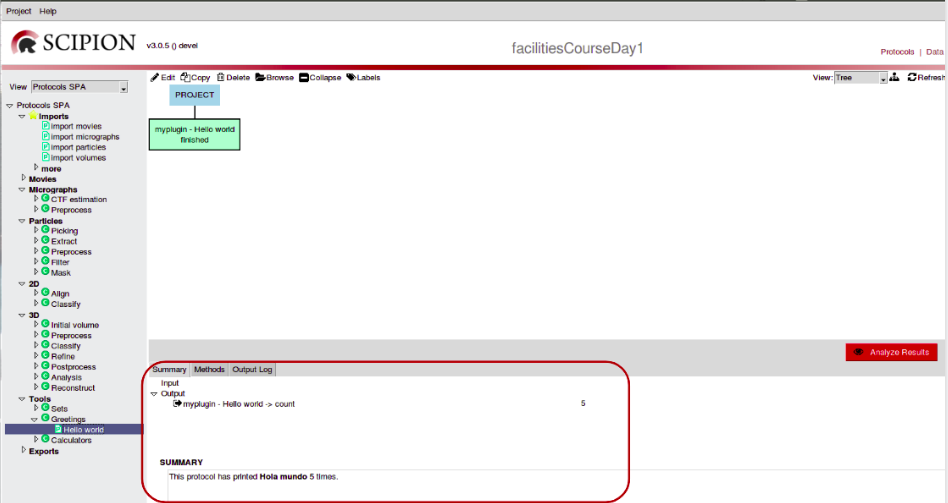 Project Help
SCIPION v3.0.5 () devel
facilitiesCourseDay1
Protocols | Data
View Protocols SPA
Edit Copy Delete Browse Collapse Labels
View: Tree Refresh
Protocols SPA
Imports
import movies
import micrographs
import particles
import volumes
more
Movies
Micrographs
CTF estimation
Preprocess
Particles
Picking
Extract
Preprocess
Filter
Mask
2D
Align
Classify
3D
Initial volume
Preprocess
Classify
Refine
Postprocess
Analysis
Reconstruct
Tools
Sets
Greetings
Hello world
Calculators
Exports
PROJECT
myplugin - Hello world
finished
Analyze Results
Summary Methods Output Log
Input
Output
myplugin - Hello world -> count 5
SUMMARY
This protocol has printed Hola mundo 5 times.